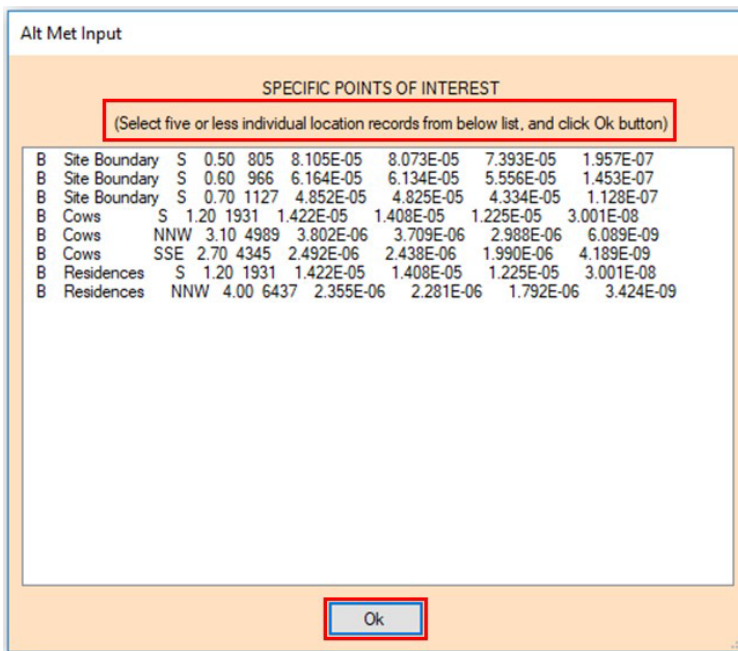 Alt Met Input
SPECIFIC POINTS OF INTEREST
(Select five or less individual location records from below list, and click Ok button)
B Site Boundary S 0.50 805 8.105E-05 8.073E-05 7.393E-05 1.957E-07
B Site Boundary S 0.60 966 6.164E-05 6.134E-05 5.556E-05 1.453E-07
B Site Boundary S 0.70 1127 4.852E-05 4.825E-05 4.334E-05 1.128E-07
B Cows S 1.20 1931 1.422E-05 1.408E-05 1.225E-05 3.001E-08
B Cows NNW 3.10 4989 3.802E-06 3.709E-06 2.988E-06 6.089E-09
B Cows SSE 2.70 4345 2.492E-06 2.438E-06 1.990E-06 4.189E-09
B Residences S 1.20 1931 1.422E-05 1.408E-05 1.225E-05 3.001E-08
B Residences NNW 4.00 6437 2.355E-06 2.281E-06 1.792E-06 3.424E-09
Ok